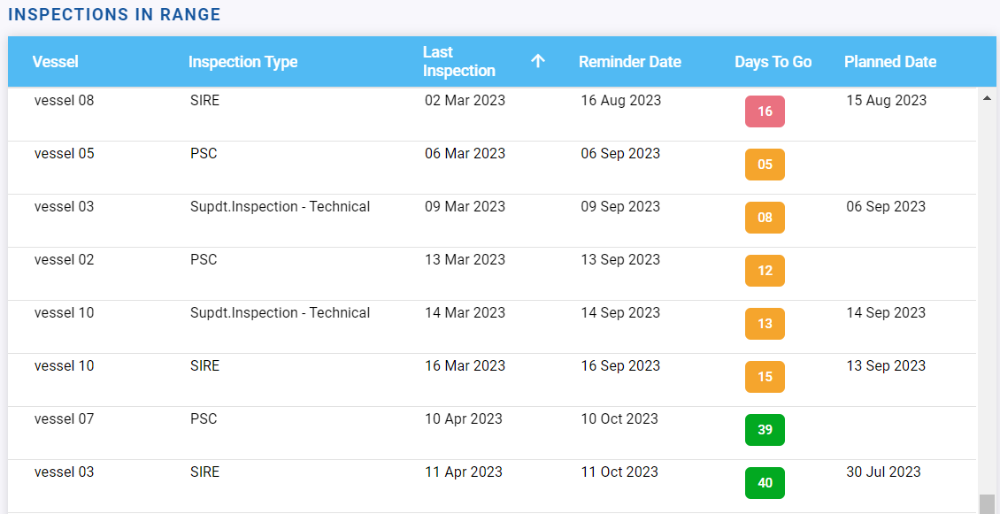 INSPECTIONS IN RANGE
Vessel Inspection Type Last Inspection Reminder Date Days To Go Planned Date
vessel 08 SIRE 02 Mar 2023 16 Aug 2023 16 15 Aug 2023
vessel 05 PSC 06 Mar 2023 06 Sep 2023 05
vessel 03 Supdt.Inspection - Technical 09 Mar 2023 09 Sep 2023 08 06 Sep 2023
vessel 02 PSC 13 Mar 2023 13 Sep 2023 12
vessel 10 Supdt.Inspection - Technical 14 Mar 2023 14 Sep 2023 13 14 Sep 2023
vessel 10 SIRE 16 Mar 2023 16 Sep 2023 15 13 Sep 2023
vessel 07 PSC 10 Apr 2023 10 Oct 2023 39
vessel 03 SIRE 11 Apr 2023 11 Oct 2023 40 30 Jul 2023